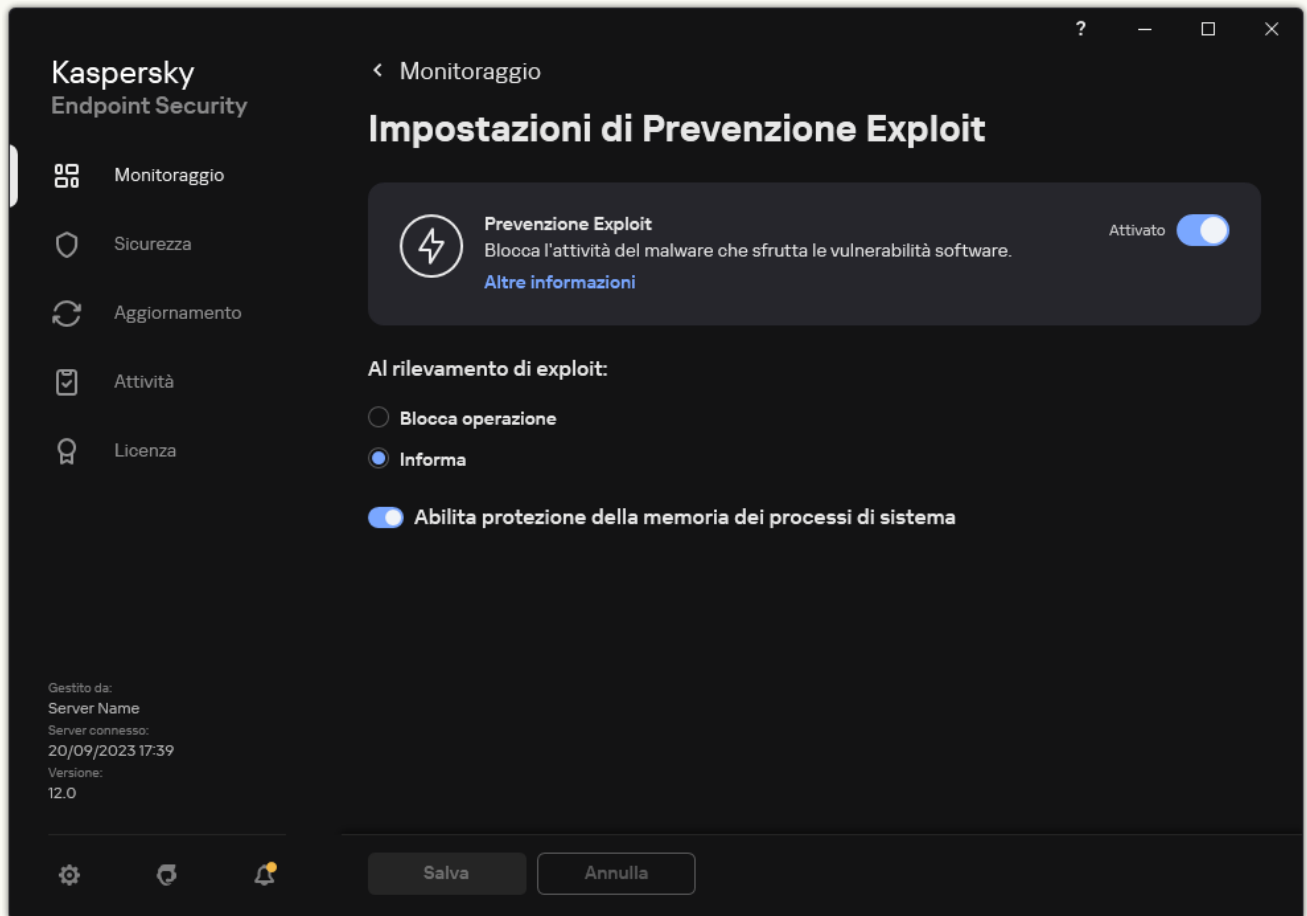 ?
Kaspersky
Endpoint Security
Monitoraggio
Sicurezza
Aggiornamento
Attività
Licenza
Gestito da:
Server Name
Server connesso:
20/09/2023 17:39
Versione:
12.0
Monitoraggio
Impostazioni di Prevenzione Exploit
Prevenzione Exploit
Blocca l'attività del malware che sfrutta le vulnerabilità software.
Altre informazioni
Attivato
Al rilevamento di exploit:
Blocca operazione
Informa
Abilita protezione della memoria dei processi di sistema
Salva
Annulla